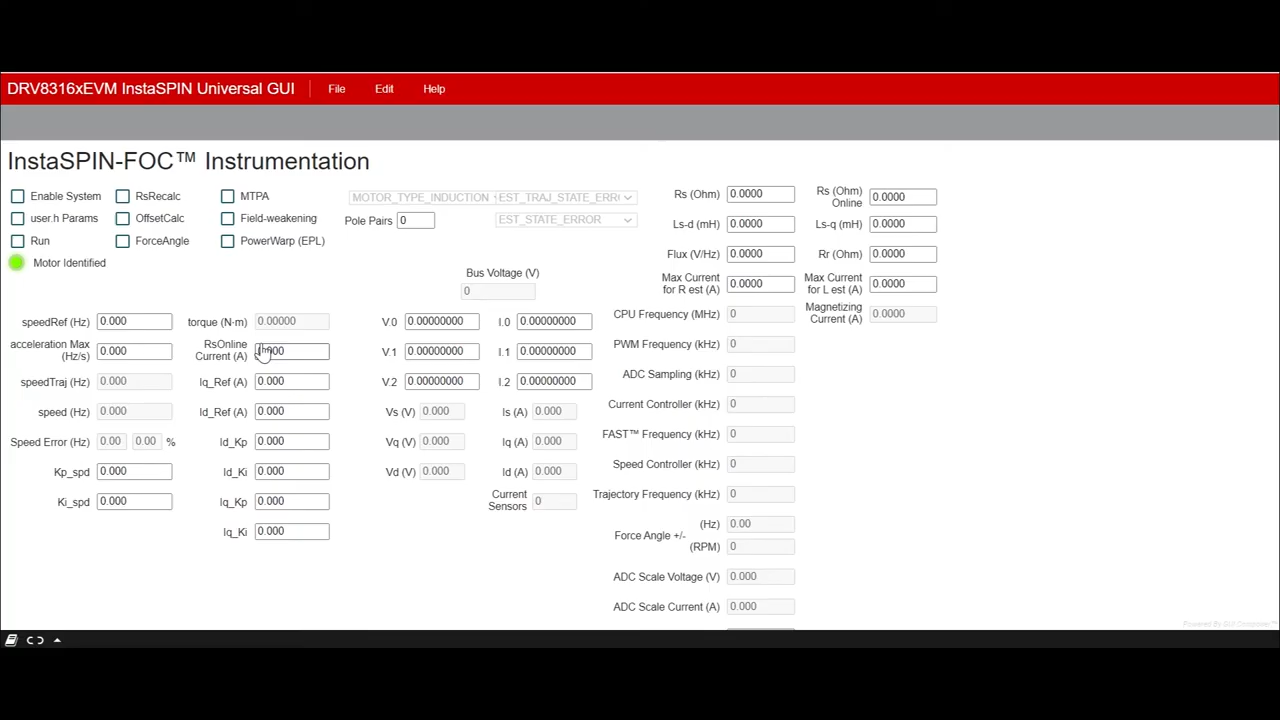 DRV8316xEVM InstaSPIN Universal GUI File Edit Help
InstaSPIN-FOC™ Instrumentation
Enable System RsRecalc MTPA
user.h Params OffsetCalc Field-weakening
Run ForceAngle PowerWarp (EPL)
Motor Identified
MOTOR_TYPE_INDUCTION EST_TRAJ_STATE_ERR
Pole Pairs 0 EST_STATE_ERROR
Bus Voltage (V)
0
speedRef (Hz) 0.000
acceleration Max
(Hz/s) 0.000
speedTraj (Hz) 0.000
speed (Hz) 0.000
Speed Error (Hz) 0.00 0.00 %
Kp_spd 0.000
Ki_spd 0.000
torque (N·m) 0.00000
RsOnline
Current (A)
Iq_Ref (A) 0.000
Id_Ref (A) 0.000
Id_Kp 0.000
Id_Ki 0.000
Iq_Kp 0.000
Iq_Ki 0.000
V.0 0.00000000 I.0 0.00000000
V.1 0.00000000 I.1 0.00000000
V.2 0.00000000 I.2 0.00000000
Vs (V) 0.000 Is (A) 0.000
Vq (V) 0.000 Iq (A) 0.000
Vd (V) 0.000 Id (A) 0.000
Current
Sensors 0
Rs (Ohm) 0.0000 Rs (Ohm)
Online 0.0000
Ls-d (mH) 0.0000 Ls-q (mH) 0.0000
Flux (V/Hz) 0.0000 Rr (Ohm) 0.0000
Max Current
for R est (A) 0.0000
Max Current
for L est (A) 0.0000
CPU Frequency (MHz) 0
Magnetizing
Current (A) 0.0000
PWM Frequency (kHz) 0
ADC Sampling (kHz) 0
Current Controller (kHz) 0
FAST™ Frequency (kHz) 0
Speed Controller (kHz) 0
Trajectory Frequency (kHz) 0
Force Angle +/- (Hz) 0.00
(RPM) 0
ADC Scale Voltage (V) 0.000
ADC Scale Current (A) 0.000
Powered By GUI Composer™